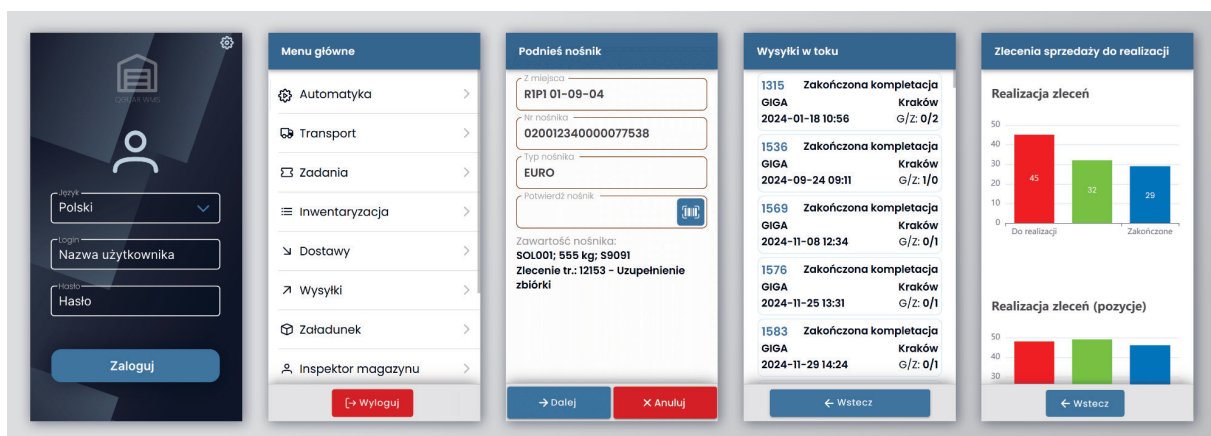 QGUAR WMS
Język
Polski
Login
Nazwa użytkownika
Hasło
Hasło
Zaloguj
Menu główne
Automatyka
Transport
Zadania
Inwentaryzacja
Dostawy
Wysyłki
Załadunek
Inspektor magazynu
Wyloguj
Podnieś nośnik
Z miejsca
R1P1 01-09-04
Nr nośnika
020012340000077538
Typ nośnika
EURO
Potwierdź nośnik
Zawartość nośnika:
SOL001; 555 kg; S9091
Zlecenie tr.: 12153 - Uzupełnienie
zbiórki
Dalej
Anuluj
Wysyłki w toku
1315 Zakończona kompletacja
GIGA Kraków
2024-01-18 10:56 G/Z: 0/2
1536 Zakończona kompletacja
GIGA Kraków
2024-09-24 09:11 G/Z: 1/0
1569 Zakończona kompletacja
GIGA Kraków
2024-11-08 12:34 G/Z: 0/1
1576 Zakończona kompletacja
GIGA Kraków
2024-11-25 13:31 G/Z: 0/1
1583 Zakończona kompletacja
GIGA Kraków
2024-11-29 14:24 G/Z: 0/1
Wstecz
Zlecenia sprzedaży do realizacji
Realizacja zleceń
50
40
30
20
10
0
45
32
29
Do realizacji Zakończone
Realizacja zleceń (pozycje)
50
40
30
Wstecz